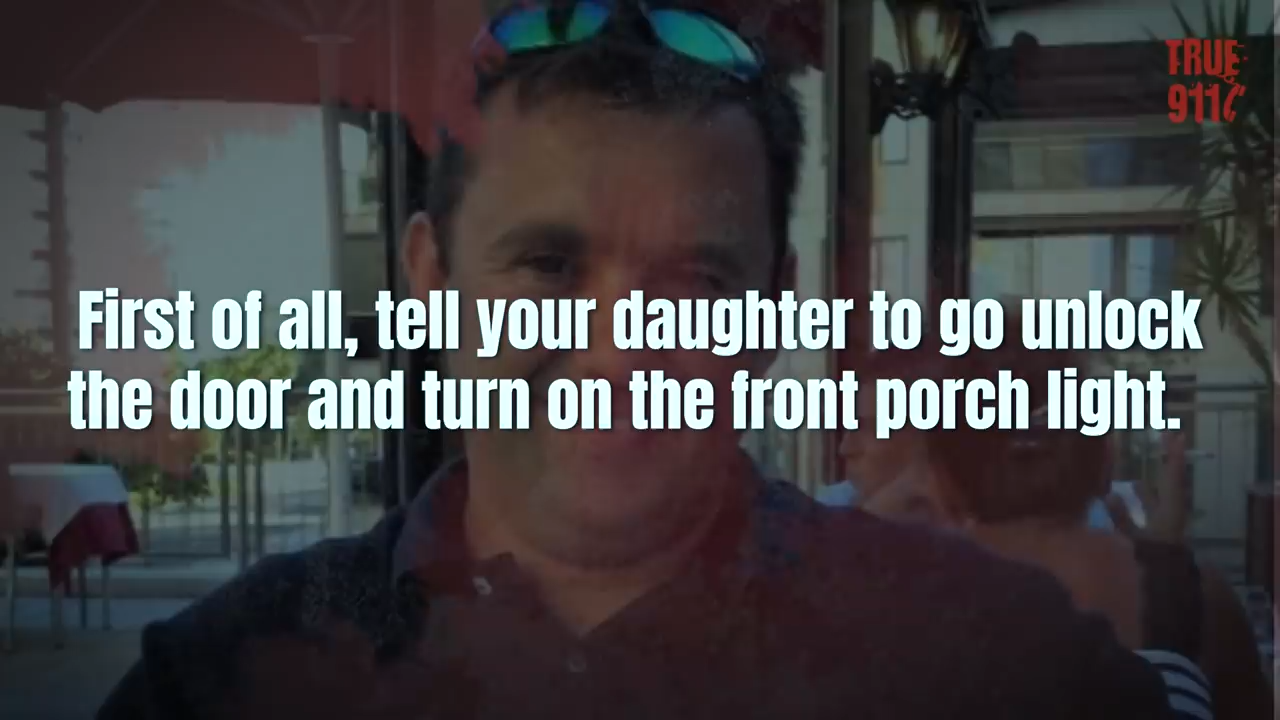 TRUE
911
First of all, tell your daughter to go unlock
the door and turn on the front porch light.